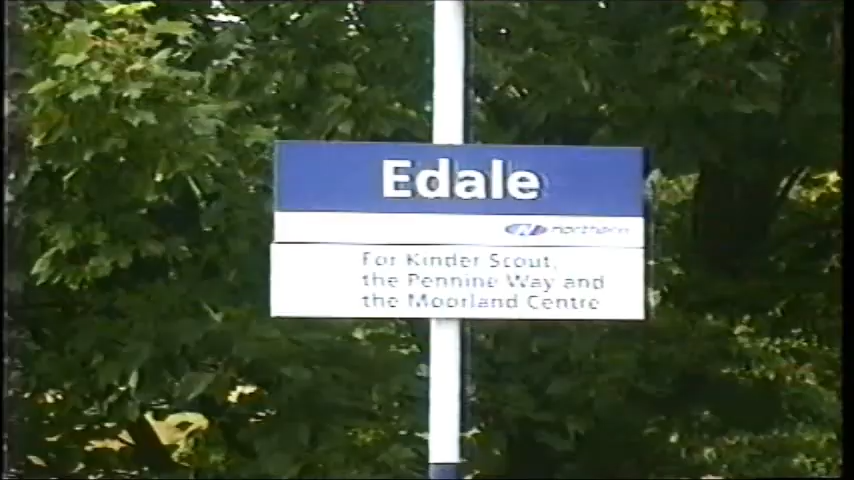 Edale
northern
For Kinder Scout,
the Pennine Way and
the Moorland Centre